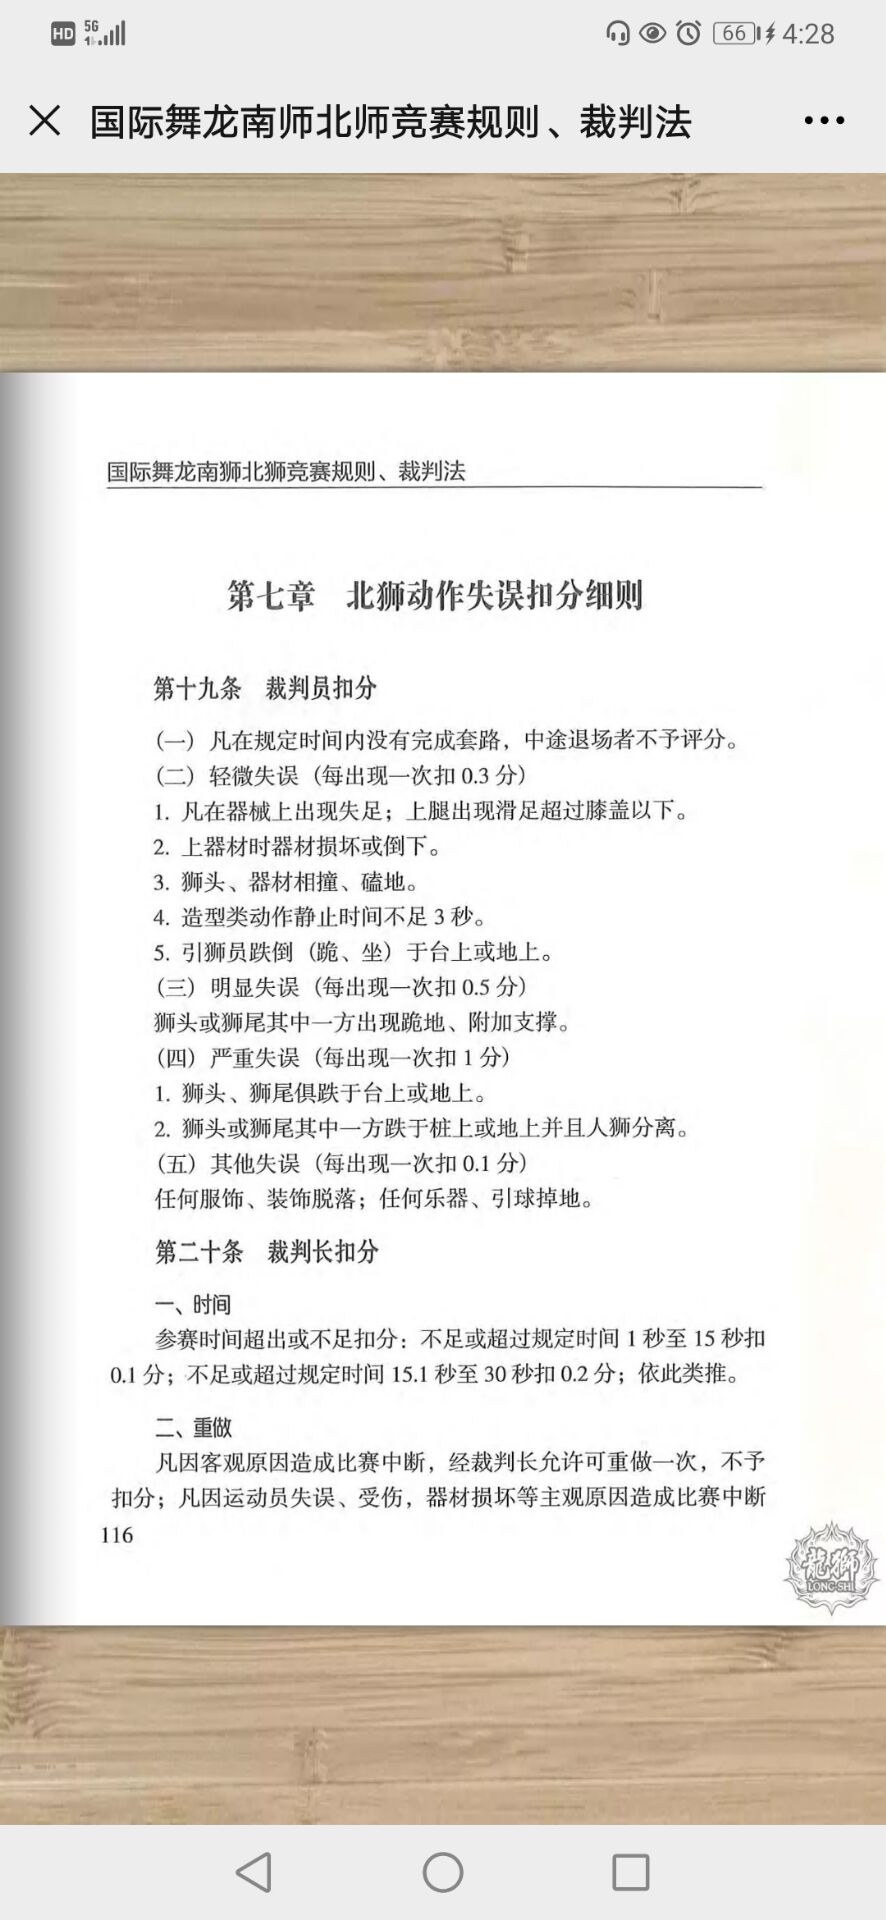 HD 5G 66 4:28
国际舞龙南师北师竞赛规则、裁判法
国际舞龙南狮北狮竞赛规则、裁判法
第七章 北狮动作失误扣分细则
第十九条 裁判员扣分
(一) 凡在规定时间内没有完成套路，中途退场者不予评分。
(二) 轻微失误 (每出现一次扣 0.3 分)
1. 凡在器械上出现失足；上腿出现滑足超过膝盖以下。
2. 上器材时器材损坏或倒下。
3. 狮头、器材相撞、磕地。
4. 造型类动作静止时间不足 3 秒。
5. 引狮员跌倒 (跪、坐) 于台上或地上。
(三) 明显失误 (每出现一次扣 0.5 分)
狮头或狮尾其中一方出现跪地、附加支撑。
(四) 严重失误 (每出现一次扣 1 分)
1. 狮头、狮尾俱跌于台上或地上。
2. 狮头或狮尾其中一方跌于桩上或地上并且人狮分离。
(五) 其他失误 (每出现一次扣 0.1 分)
任何服饰、装饰脱落；任何乐器、引球掉地。
第二十条 裁判长扣分
一、时间
参赛时间超出或不足扣分：不足或超过规定时间 1 秒至 15 秒扣
0.1 分；不足或超过规定时间 15.1 秒至 30 秒扣 0.2 分；依此类推。
二、重做
凡因客观原因造成比赛中断，经裁判长允许可重做一次，不予
扣分；凡因运动员失误、受伤，器材损坏等主观原因造成比赛中断
116
龍獅
LONG SHI